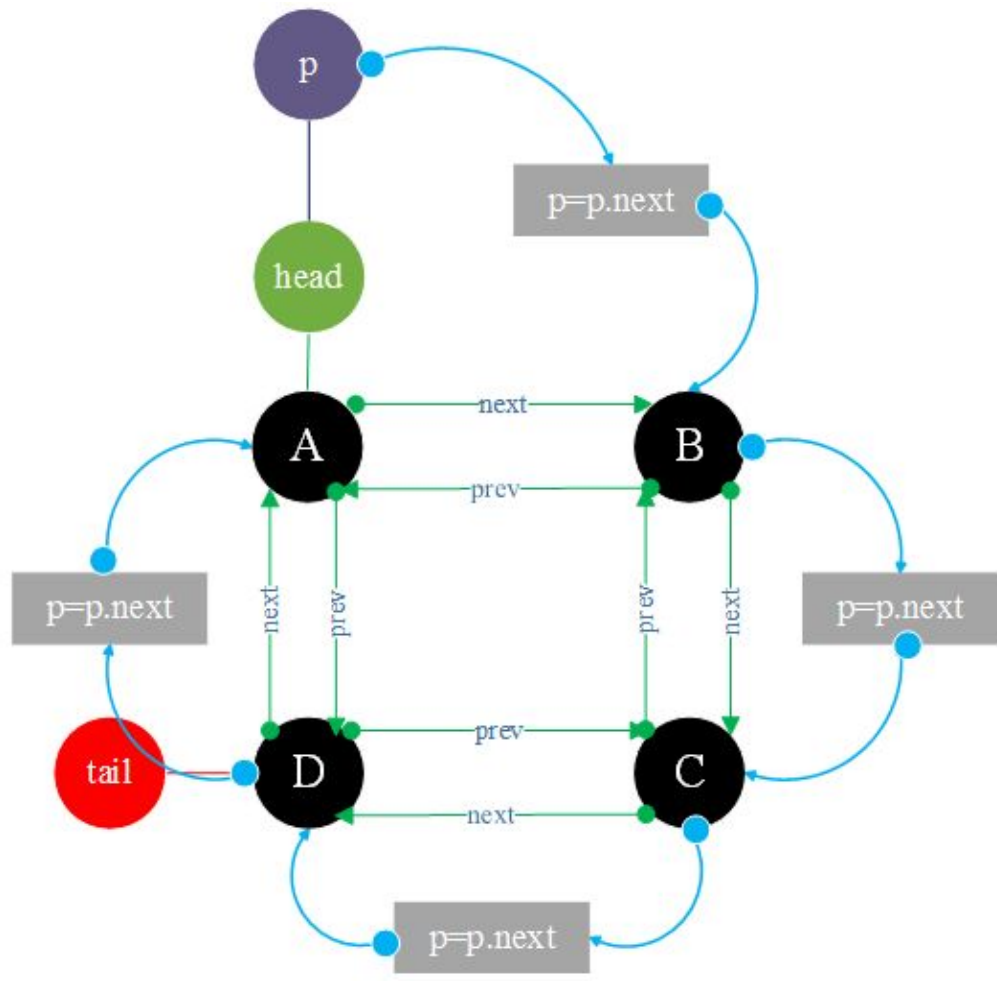 p
p=p.next
head
A
next
B
prev
p=p.next
next
prev
prev
next
p=p.next
tail
D
prev
C
next
p=p.next